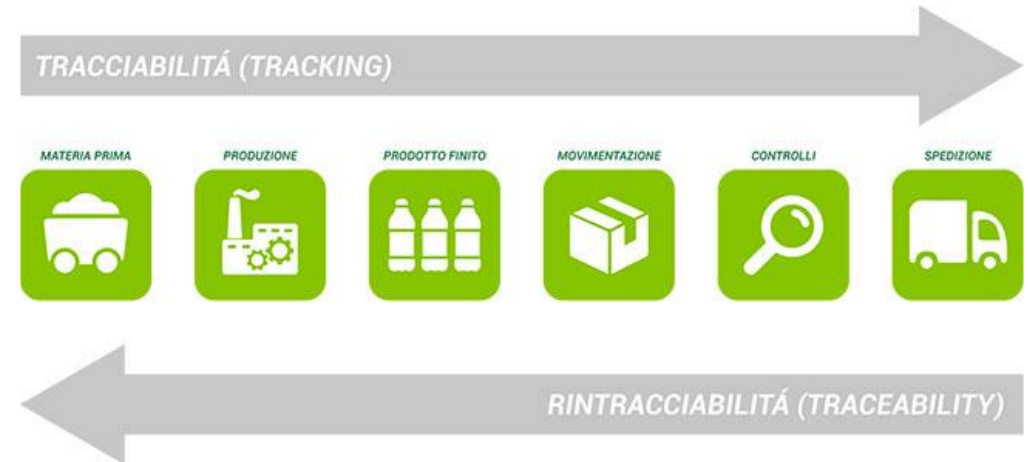 TRACCIABILITÁ (TRACKING)
MATERIA PRIMA
PRODUZIONE
PRODOTTO FINITO
MOVIMENTAZIONE
CONTROLLI
SPEDIZIONE
RINTRACCIABILITÁ (TRACEABILITY)